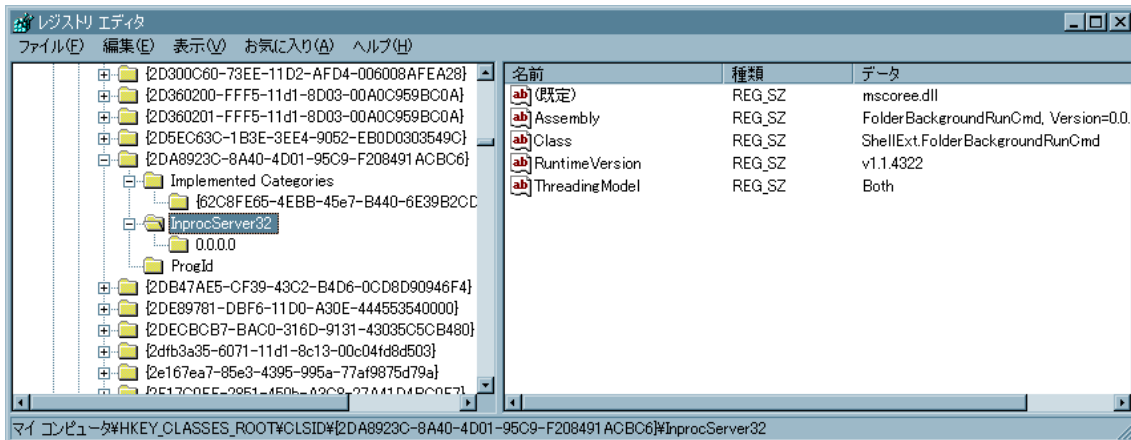 レジストリ エディタ
ファイル(F) 編集(E) 表示(V) お気に入り(A) ヘルプ(H)
{2D300C60-73EE-11D2-AFD4-006008AFEA28}
{2D360200-FFF5-11d1-8D03-00A0C959BC0A}
{2D360201-FFF5-11d1-8D03-00A0C959BC0A}
{2D5EC63C-1B3E-3EE4-9052-EB0D0303549C}
{2DA8923C-8A40-4D01-95C9-F208491ACBC6}
Implemented Categories
{62C8FE65-4EBB-45e7-B440-6E39B2CD
InprocServer32
0.0.0.0
ProgId
{2DB47AE5-CF39-43C2-B4D6-0CD8D90946F4}
{2DE89781-DBF6-11D0-A30E-444553540000}
{2DECBCB7-BAC0-316D-9131-43035C5CB480}
{2dfb3a35-6071-11d1-8c13-00c04fd8d503}
{2e167ea7-85e3-4395-995a-77af9875d79a}
名前 種類 データ
(既定) REG_SZ mscoree.dll
Assembly REG_SZ FolderBackgroundRunCmd, Version=0.0.
Class REG_SZ ShellExt.FolderBackgroundRunCmd
RuntimeVersion REG_SZ v1.1.4322
ThreadingModel REG_SZ Both
マイ コンピュータ¥HKEY_CLASSES_ROOT¥CLSID¥{2DA8923C-8A40-4D01-95C9-F208491ACBC6}¥InprocServer32